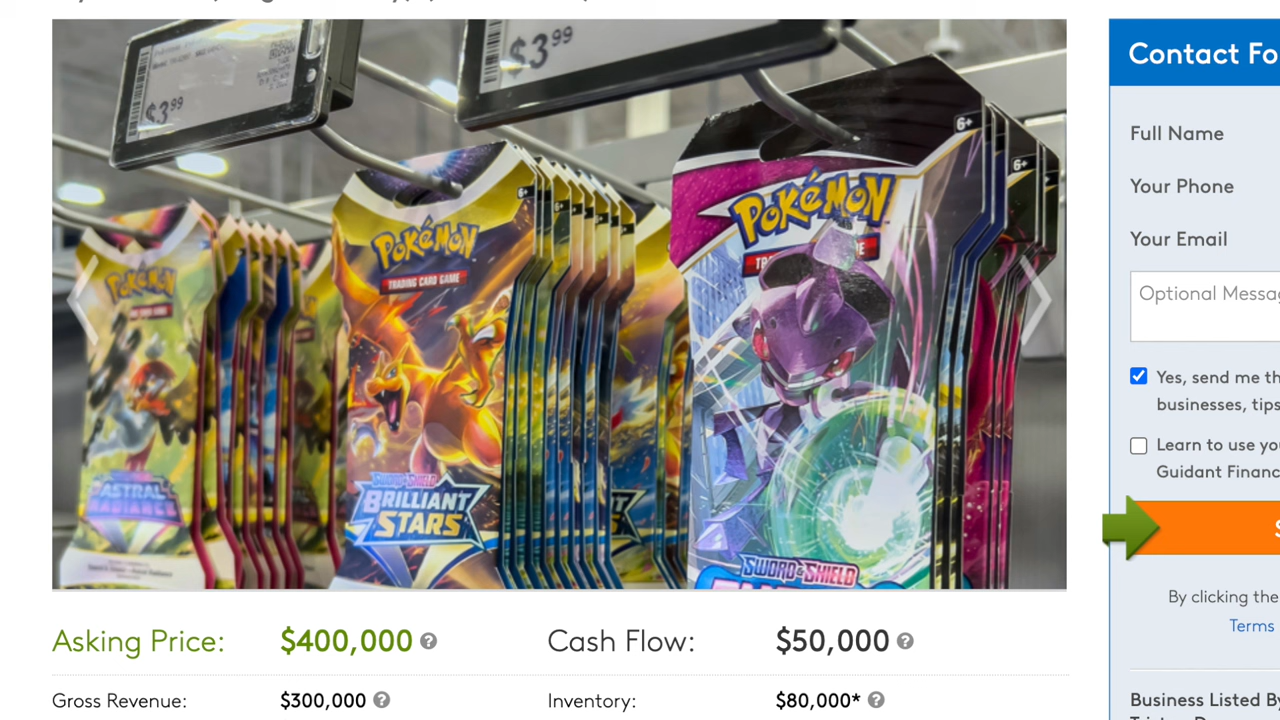 $3.99
$3.99
Contact Fo
Full Name
Your Phone
Your Email
Optional Messag
Yes, send me th
businesses, tips
Learn to use yo
Guidant Financ
S
By clicking the
Terms
Business Listed By
6+
6+
6+
POKÉMON
TRADING CARD GAME
POKÉMON
POKÉMON
ASTRAL
RADIANCE
SWORD & SHIELD
BRILLIANT
STARS
SWORD & SHIELD
Asking Price: $400,000 Cash Flow: $50,000
Gross Revenue: $300,000 Inventory: $80,000*